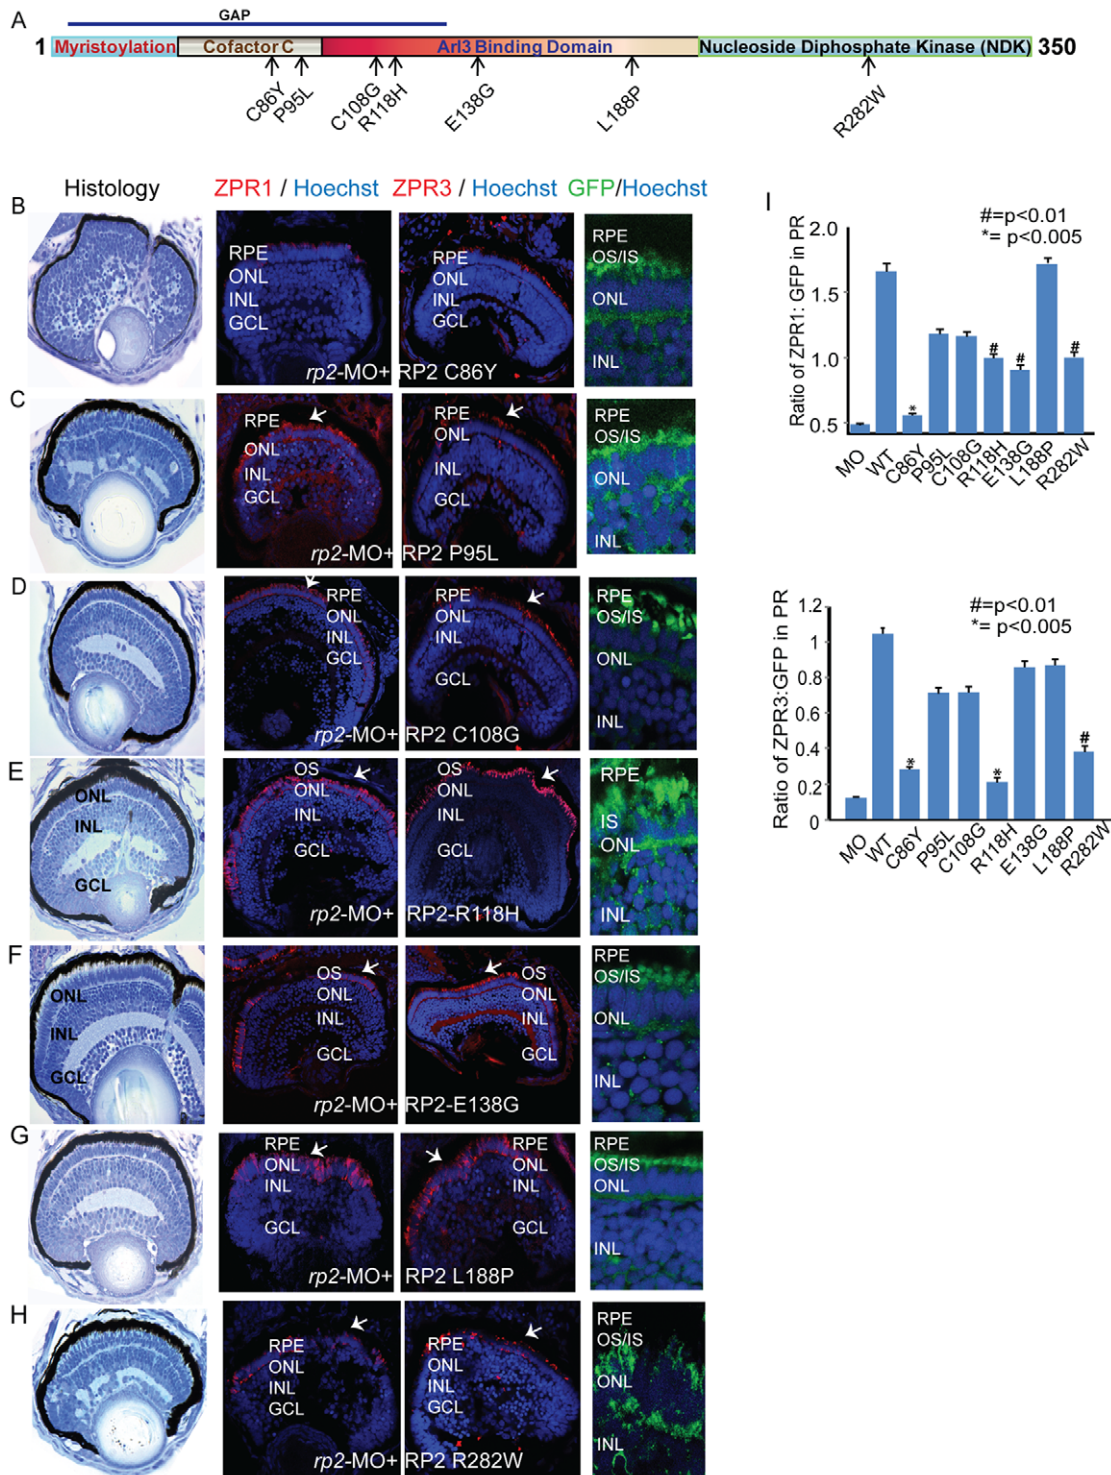 A
GAP
1 Myristoylation Cofactor C Arl3 Binding Domain Nucleoside Diphosphate Kinase (NDK) 350
C86Y
P95L
C108G
R118H
E138G
L188P
R282W
Histology ZPR1 / Hoechst ZPR3 / Hoechst GFP/Hoechst
B
RPE
ONL
INL
GCL
RPE
ONL
INL
GCL
rp2-MO+ RP2 C86Y
RPE
OS/IS
ONL
INL
C
RPE
ONL
INL
GCL
RPE
ONL
INL
GCL
rp2-MO+ RP2 P95L
RPE
OS/IS
ONL
INL
D
RPE
ONL
INL
GCL
RPE
ONL
INL
GCL
rp2-MO+ RP2 C108G
RPE
OS/IS
ONL
INL
E
ONL
INL
GCL
OS
ONL
INL
GCL
OS
ONL
INL
GCL
rp2-MO+ RP2-R118H
RPE
IS
ONL
INL
F
ONL
INL
GCL
OS
ONL
INL
GCL
OS
ONL
INL
GCL
rp2-MO+ RP2-E138G
RPE
OS/IS
ONL
INL
G
RPE
ONL
INL
GCL
RPE
ONL
INL
GCL
rp2-MO+ RP2 L188P
RPE
OS/IS
ONL
INL
H
RPE
ONL
INL
GCL
RPE
ONL
INL
GCL
rp2-MO+ RP2 R282W
RPE
OS/IS
ONL
INL
I
#=p<0.01
*= p<0.005
Ratio of ZPR1: GFP in PR
2.0
1.5
1.0
0.5
*
#
#
#
MO
WT
C86Y
P95L
C108G
R118H
E138G
L188P
R282W
#=p<0.01
*= p<0.005
Ratio of ZPR3:GFP in PR
1.2
1
0.8
0.6
0.4
0.2
0
*
*
#
MO
WT
C86Y
P95L
C108G
R118H
E138G
L188P
R282W